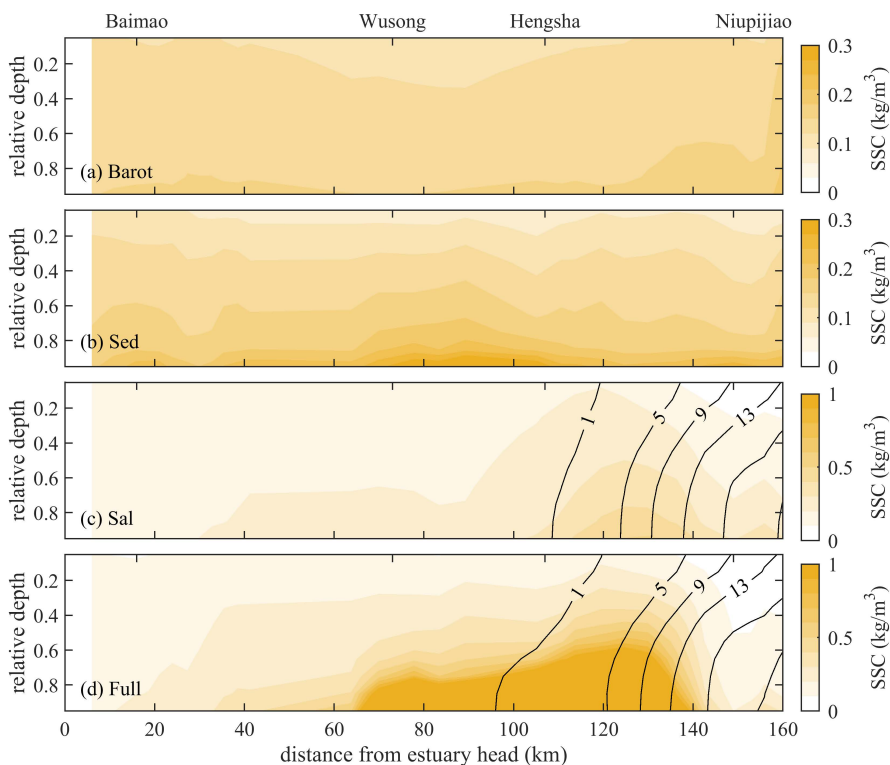 Baimao Wusong Hengsha Niupijiao
0.2
0.4
0.6
0.8
relative depth
(a) Barot
0.3
0.2
0.1
0
SSC (kg/m³)
0.2
0.4
0.6
0.8
relative depth
(b) Sed
0.3
0.2
0.1
0
SSC (kg/m³)
0.2
0.4
0.6
0.8
relative depth
(c) Sal
1
5
9
13
1
0.5
0
SSC (kg/m³)
0.2
0.4
0.6
0.8
relative depth
(d) Full
1
5
9
13
1
0.5
0
SSC (kg/m³)
0 20 40 60 80 100 120 140 160
distance from estuary head (km)